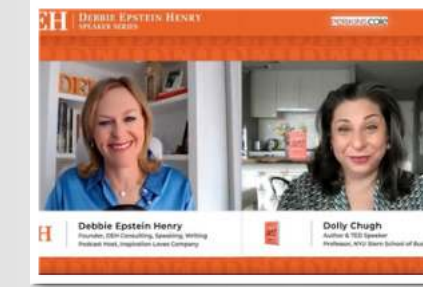 EH DEBBIE EPSTEIN HENRY
SPEAKER SERIES
PERKINSCOIE
DEH
H
Debbie Epstein Henry
Founder, DEH Consulting, Speaking, Writing
Podcast Host, Inspiration Loves Company
Dolly Chugh
Author & TED Speaker
Professor, NYU Stern School of Bus